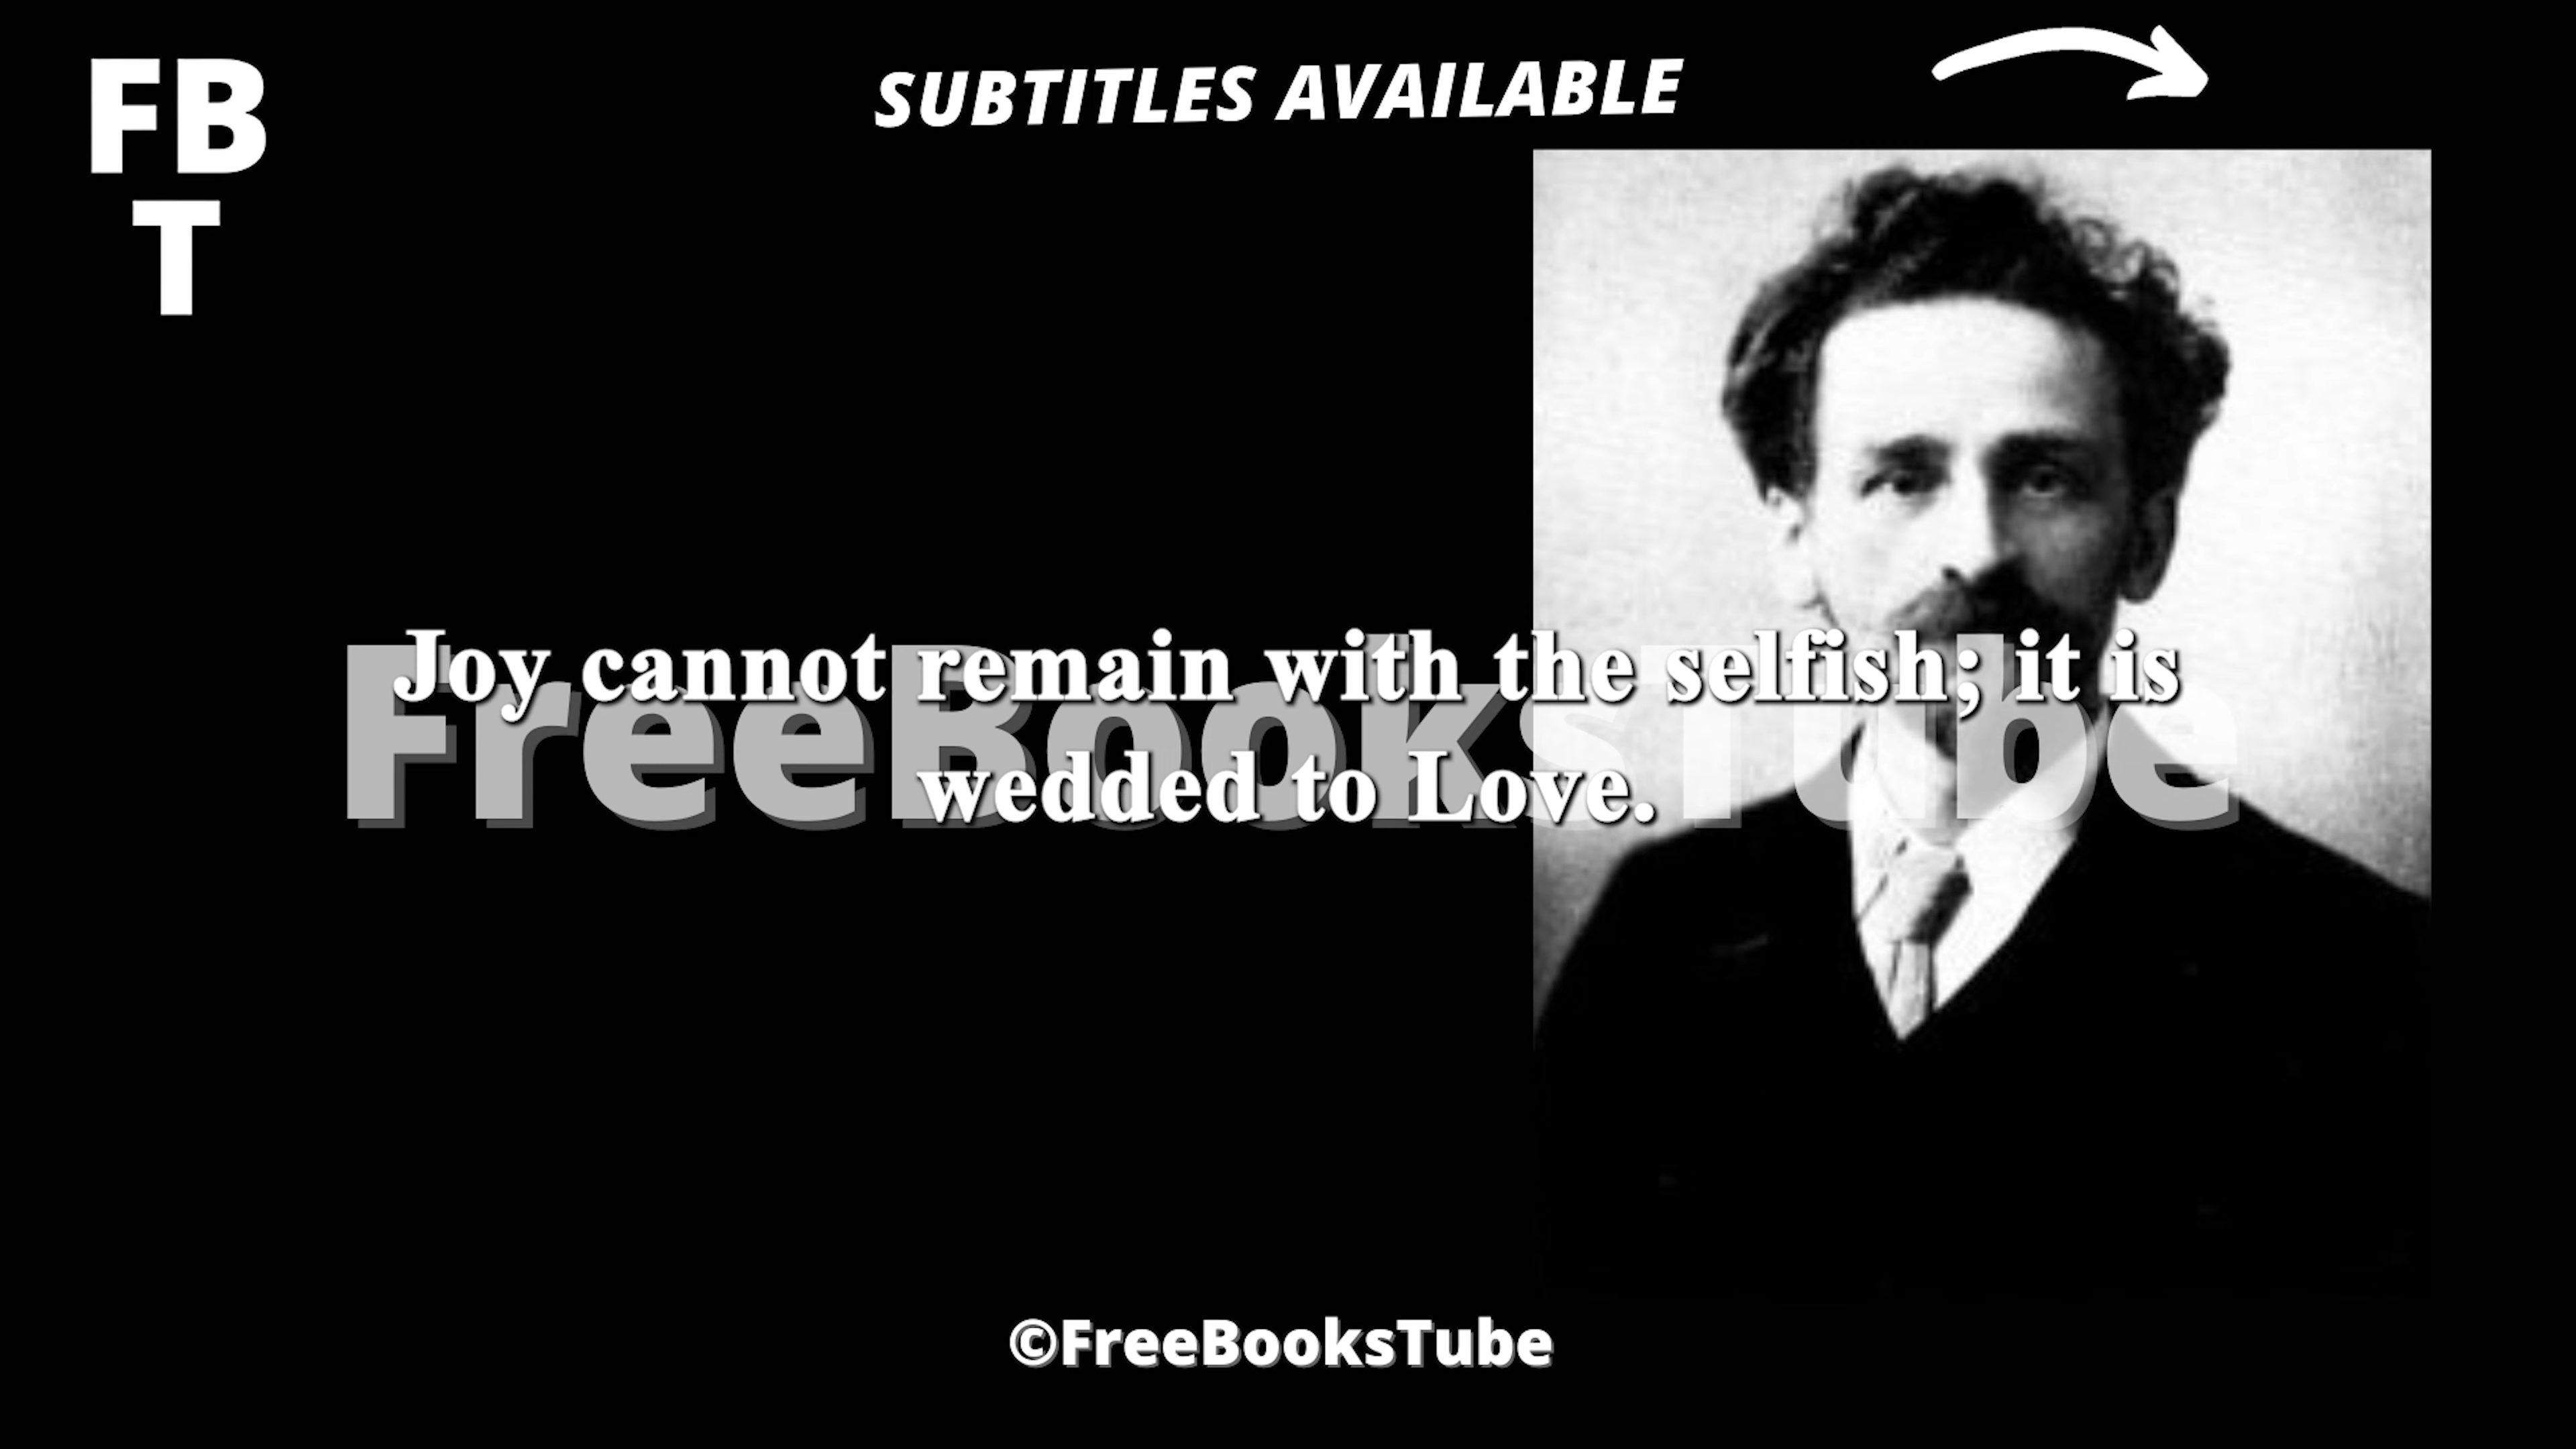 FB
T
SUBTITLES AVAILABLE
FreeBooksTube
Joy cannot remain with the selfish; it is
wedded to Love.
©FreeBooksTube